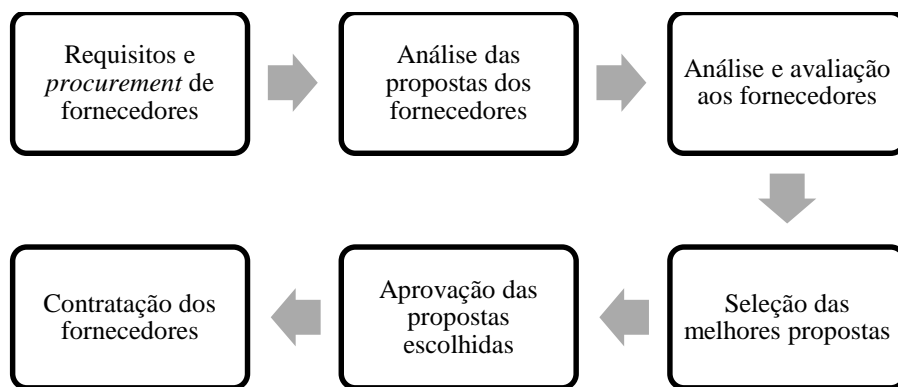 Requisitos e
procurement de
fornecedores
Análise das
propostas dos
fornecedores
Análise e avaliação
aos fornecedores
Seleção das
melhores propostas
Aprovação das
propostas
escolhidas
Contratação dos
fornecedores